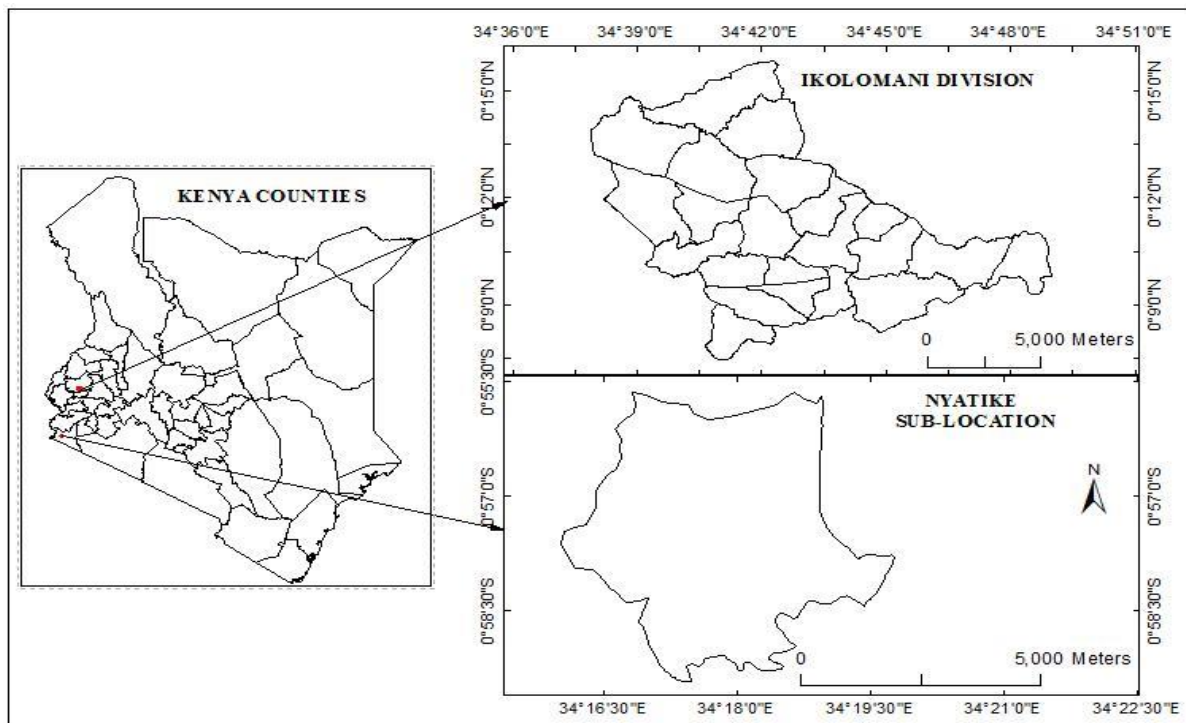 34°36'0"E 34°39'0"E 34°42'0"E 34°45'0"E 34°48'0"E 34°51'0"E
KENYA COUNTIES
IKOLOMANI DIVISION
0°15'0"N
0°15'0"N
0°12'0"N
0°12'0"N
0°9'0"N
0°9'0"N
0 5,000 Meters
NYATIKE
SUB-LOCATION
0°55'30"S
0°55'30"S
N
0°57'0"S
0°57'0"S
0°58'30"S
0°58'30"S
0 5,000 Meters
34°16'30"E 34°18'0"E 34°19'30"E 34°21'0"E 34°22'30"E